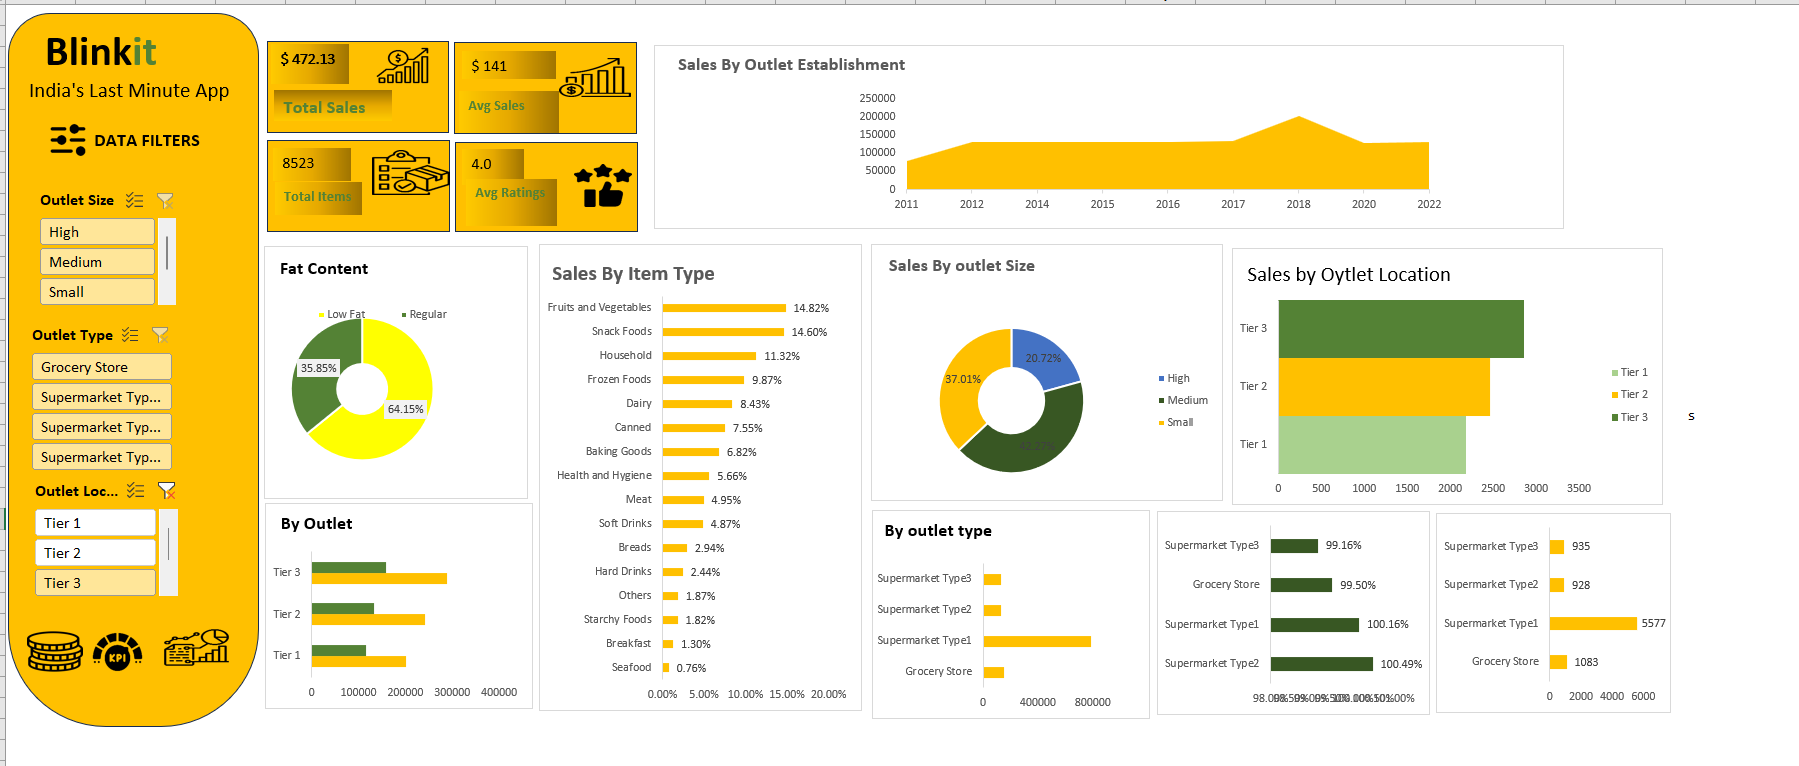 Blinkit
India's Last Minute App
DATA FILTERS
Outlet Size
High
Medium
Small
Outlet Type
Grocery Store
Supermarket Typ...
Supermarket Typ...
Supermarket Typ...
Outlet Loc...
Tier 1
Tier 2
Tier 3
KPI
$ 472.13
Total Sales
$ 141
Avg Sales
8523
Total Items
4.0
Avg Ratings
Sales By Outlet Establishment
250000
200000
150000
100000
50000
0
2011 2012 2014 2015 2016 2017 2018 2020 2022
Fat Content
Low Fat Regular
35.85%
64.15%
By Outlet
Tier 3
Tier 2
Tier 1
0 100000 200000 300000 400000
Sales By Item Type
Fruits and Vegetables 14.82%
Snack Foods 14.60%
Household 11.32%
Frozen Foods 9.87%
Dairy 8.43%
Canned 7.55%
Baking Goods 6.82%
Health and Hygiene 5.66%
Meat 4.95%
Soft Drinks 4.87%
Breads 2.94%
Hard Drinks 2.44%
Others 1.87%
Starchy Foods 1.82%
Breakfast 1.30%
Seafood 0.76%
0.00% 5.00% 10.00% 15.00% 20.00%
Sales By outlet Size
20.72%
37.01%
42.27%
High
Medium
Small
Sales by Oytlet Location
Tier 3
Tier 2
Tier 1
0 500 1000 1500 2000 2500 3000 3500
Tier 1
Tier 2
Tier 3
s
By outlet type
Supermarket Type3
Supermarket Type2
Supermarket Type1
Grocery Store
0 400000 800000
Supermarket Type3 99.16%
Grocery Store 99.50%
Supermarket Type1 100.16%
Supermarket Type2 100.49%
Supermarket Type3 935
Supermarket Type2 928
Supermarket Type1 5577
Grocery Store 1083
0 2000 4000 6000